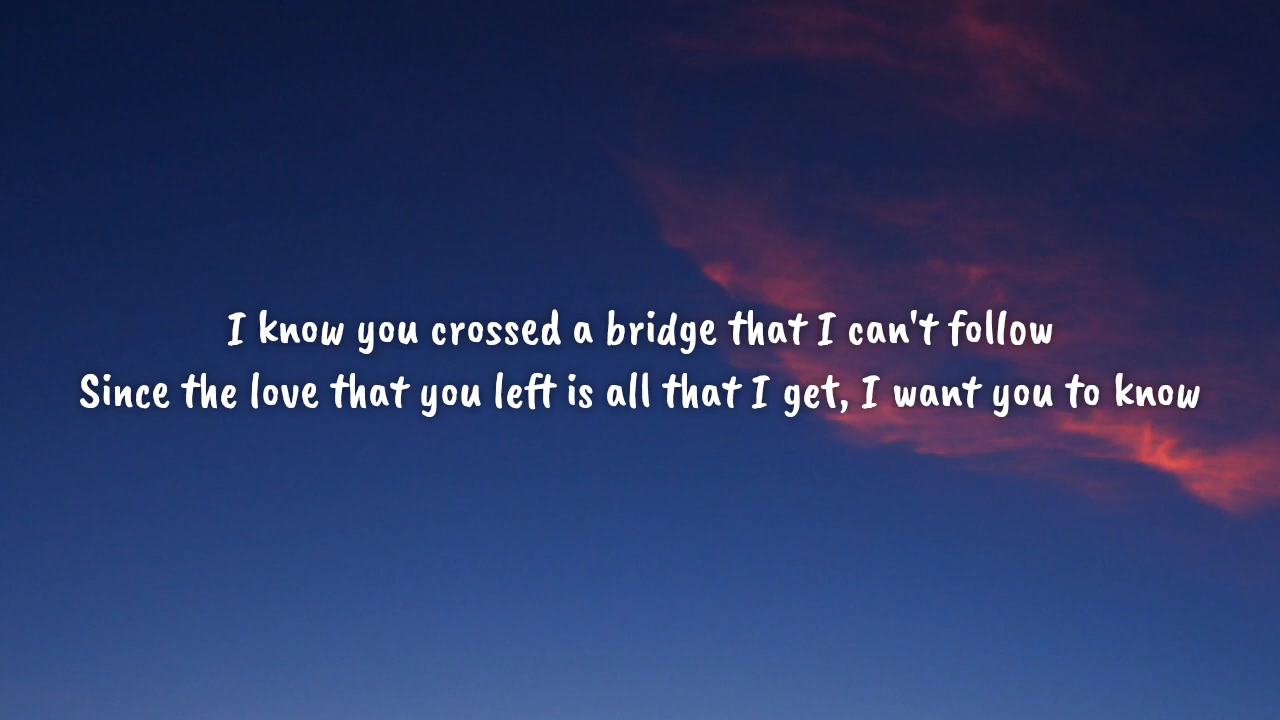 I know you crossed a bridge that I can't follow
Since the love that you left is all that I get, I want you to know